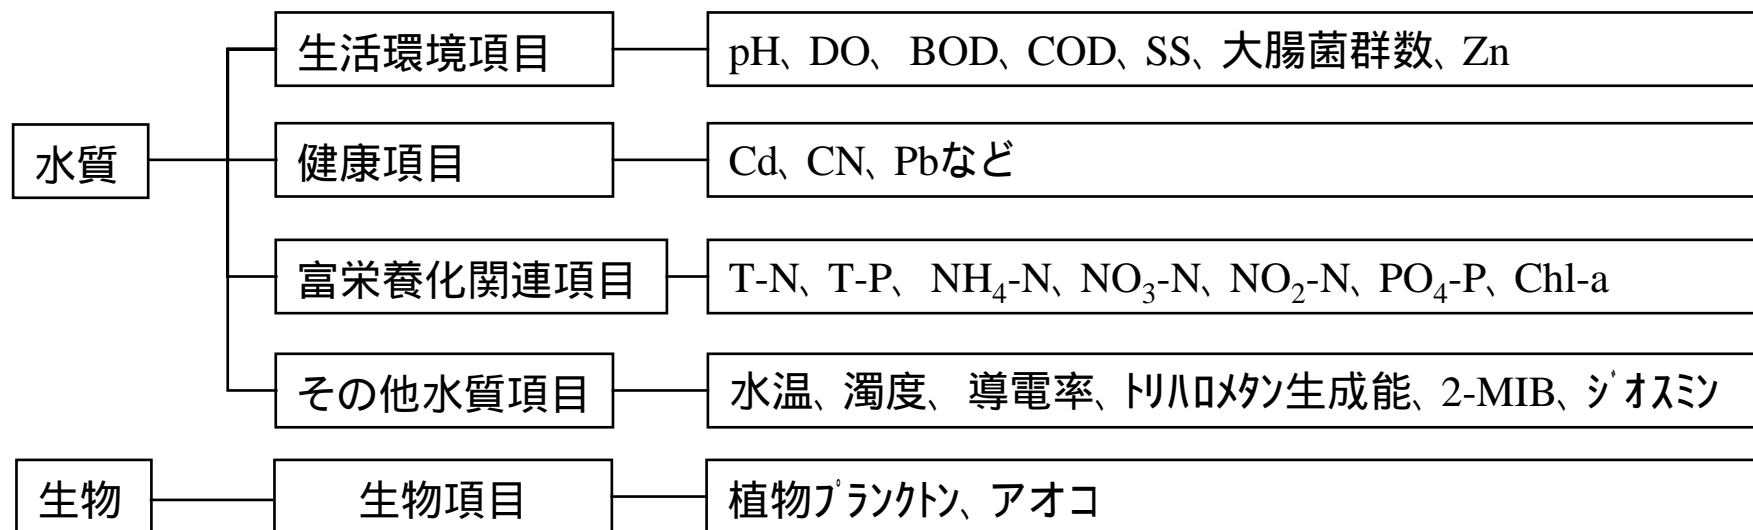 生活環境項目
pH、DO、BOD、COD、SS、大腸菌群数、Zn
水質
健康項目
Cd、CN、Pbなど
富栄養化関連項目
T-N、T-P、NH₄-N、NO₃-N、NO₂-N、PO₄-P、Chl-a
その他水質項目
水温、濁度、導電率、ﾄﾘﾊﾛﾒﾀﾝ生成能、2-MIB、ｼﾞｵｽﾐﾝ
生物
生物項目
植物ﾌﾟﾗﾝｸﾄﾝ、アオコ